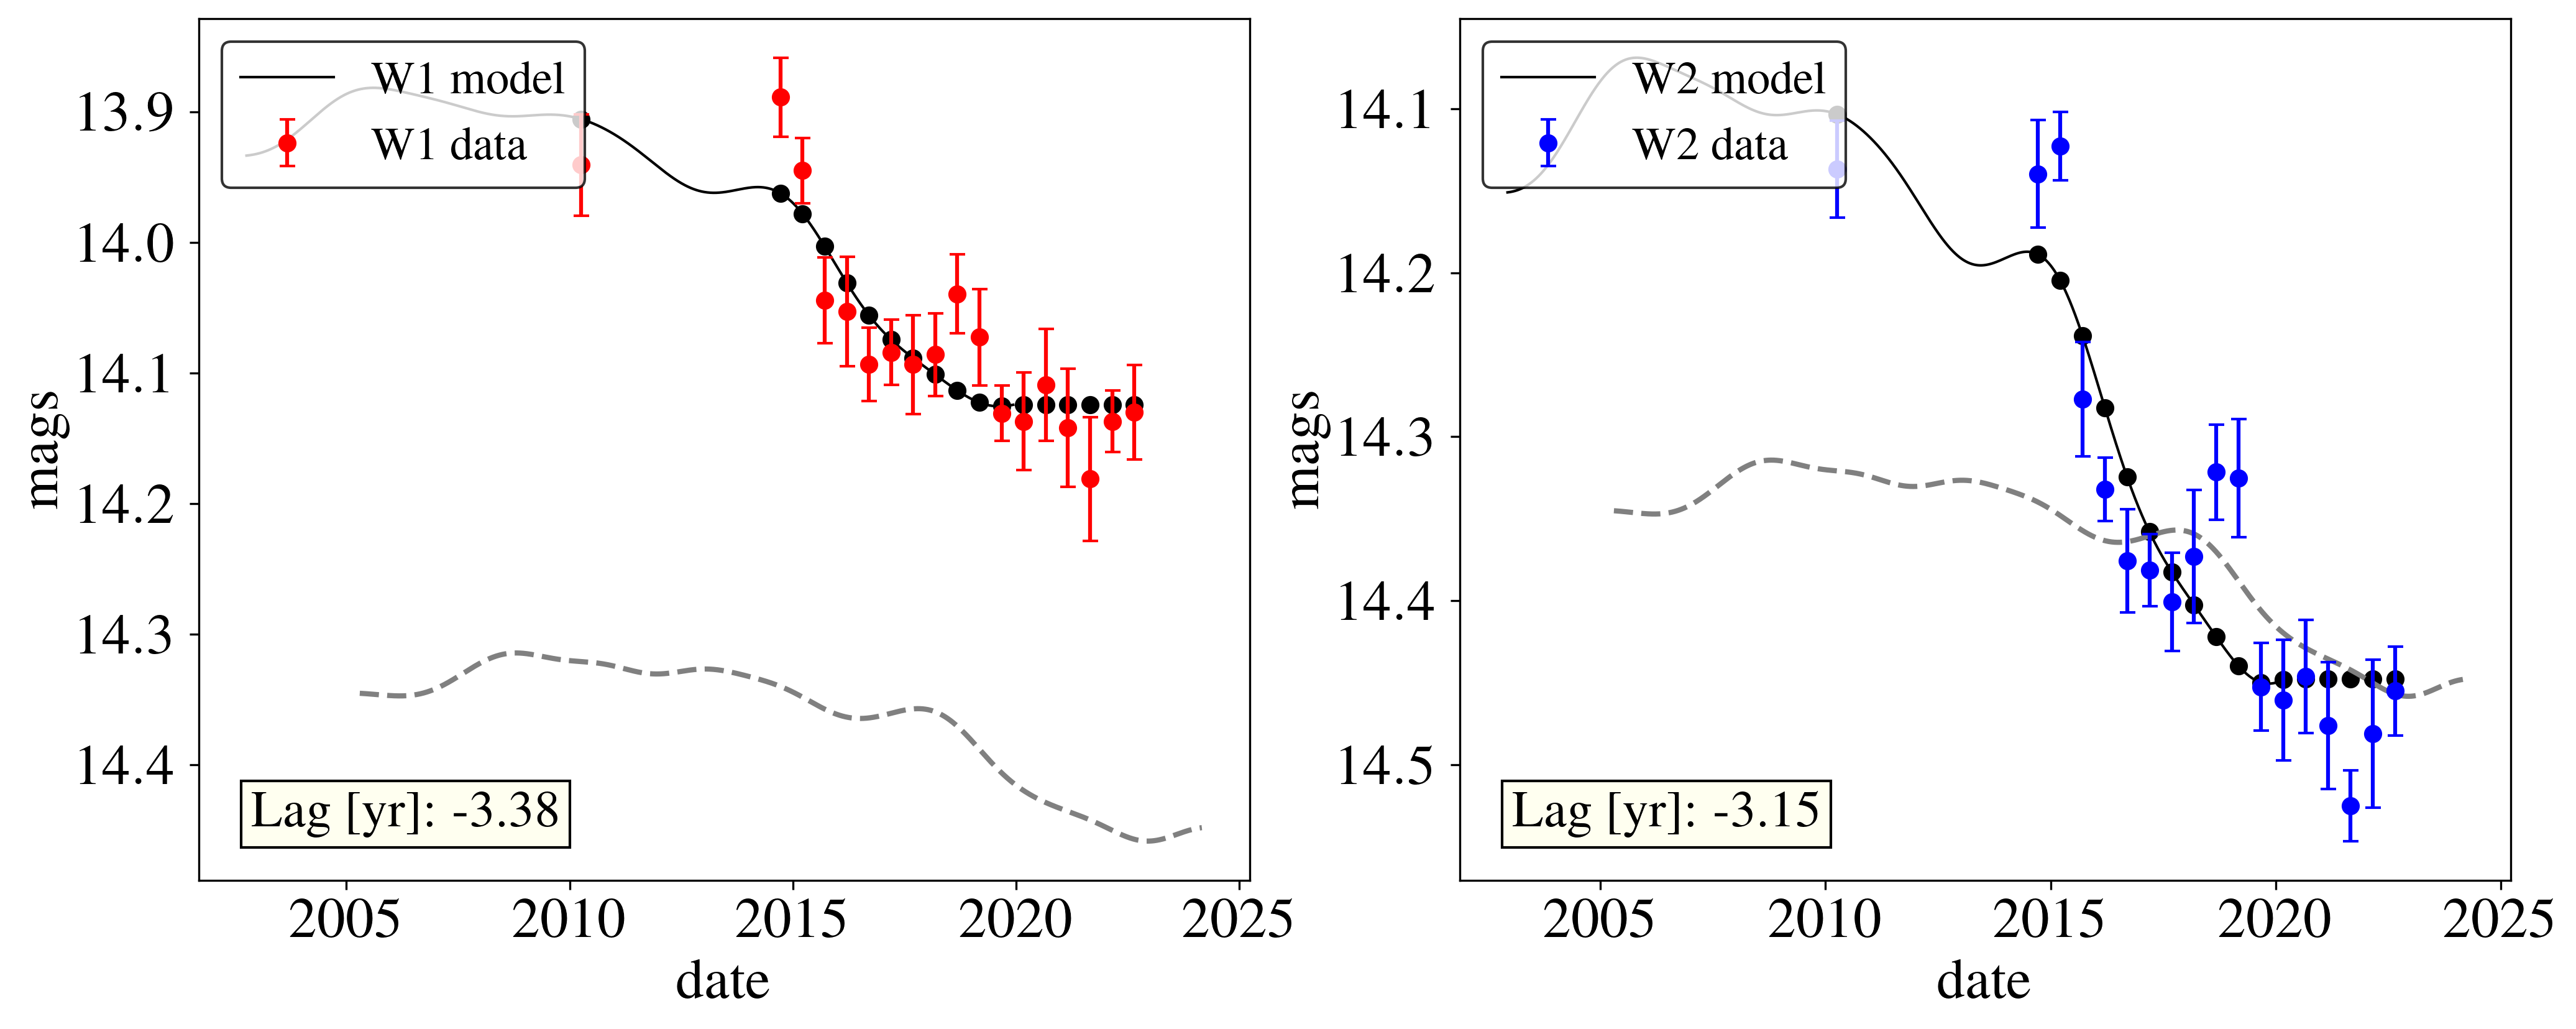 W1 model
W1 data
13.9
14.0
14.1
14.2
14.3
14.4
mags
Lag [yr]: -3.38
2005 2010 2015 2020 2025
date
W2 model
W2 data
14.1
14.2
14.3
14.4
14.5
mags
Lag [yr]: -3.15
2005 2010 2015 2020 2025
date